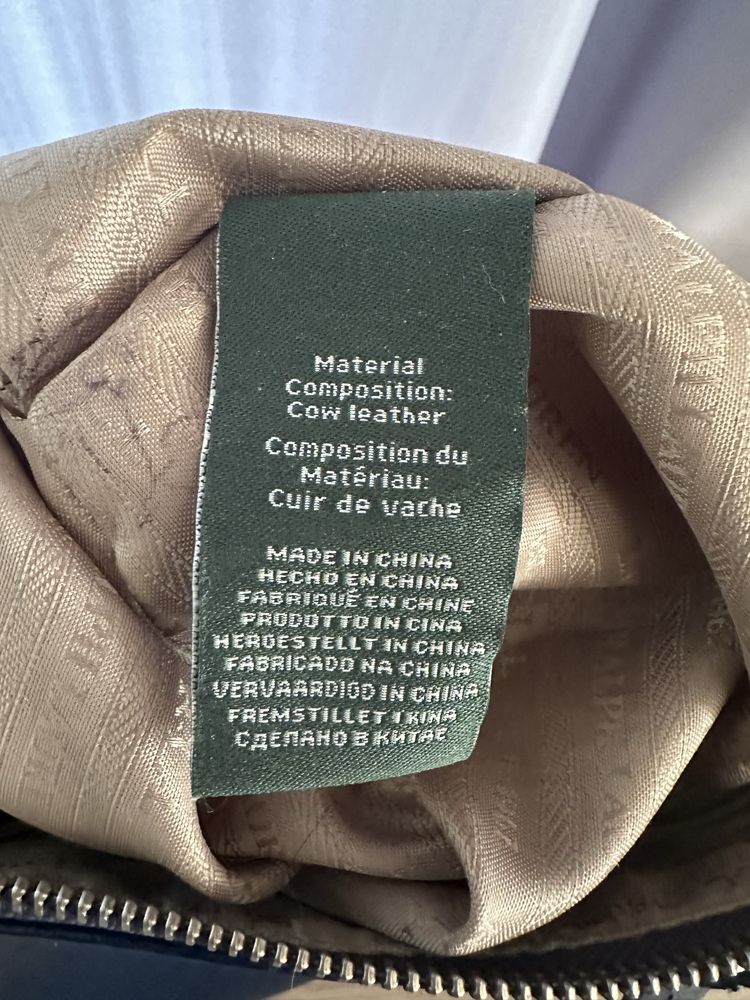 Material
Composition:
Cow leather
Composition du
Matériau:
Cuir de vache
MADE IN CHINA
HECHO EN CHINA
FABRIQUÉ EN CHINE
PRODOTTO IN CINA
HERGESTELLT IN CHINA
FABRICADO NA CHINA
VERVAARDIGD IN CHINA
FREMSTILLET I KINA
СДЕЛАНО В КИТАЕ